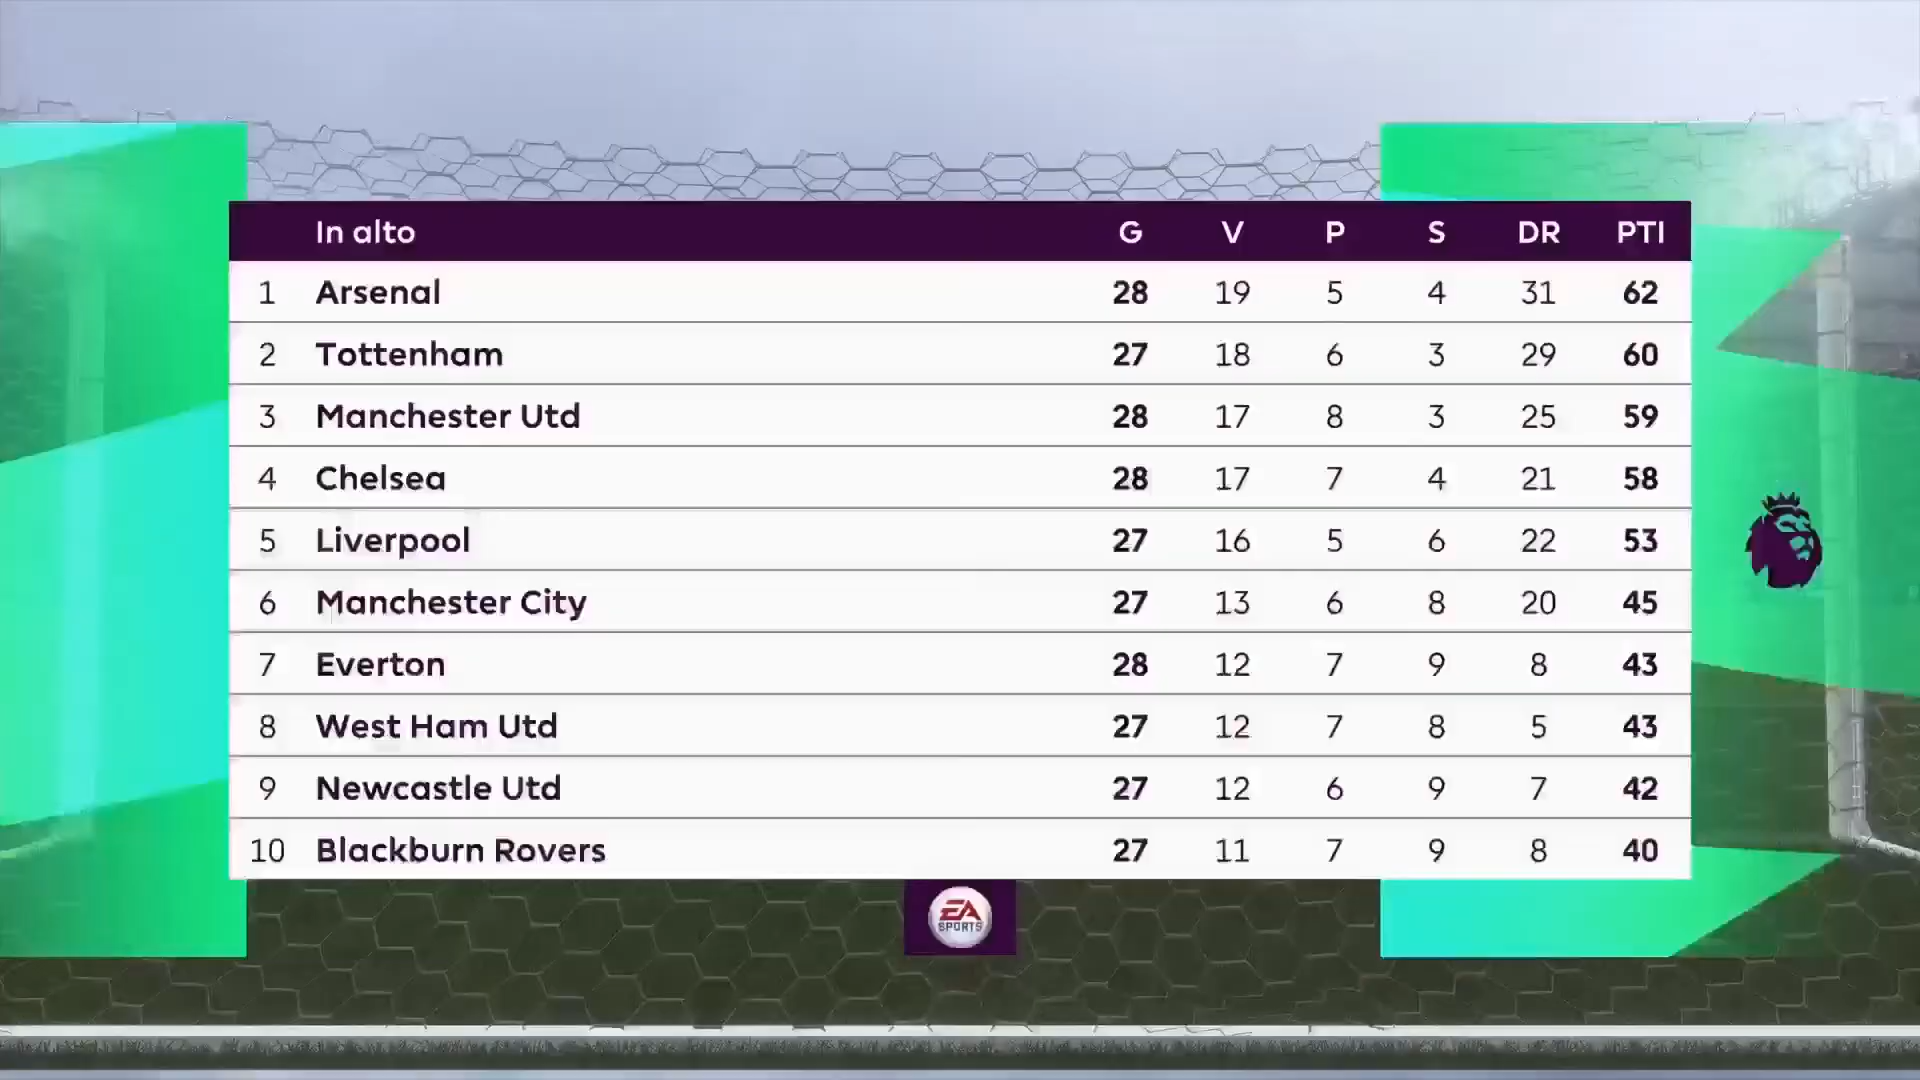 In alto G V P S DR PTI
1 Arsenal 28 19 5 4 31 62
2 Tottenham 27 18 6 3 29 60
3 Manchester Utd 28 17 8 3 25 59
4 Chelsea 28 17 7 4 21 58
5 Liverpool 27 16 5 6 22 53
6 Manchester City 27 13 6 8 20 45
7 Everton 28 12 7 9 8 43
8 West Ham Utd 27 12 7 8 5 43
9 Newcastle Utd 27 12 6 9 7 42
10 Blackburn Rovers 27 11 7 9 8 40
EA
SPORTS